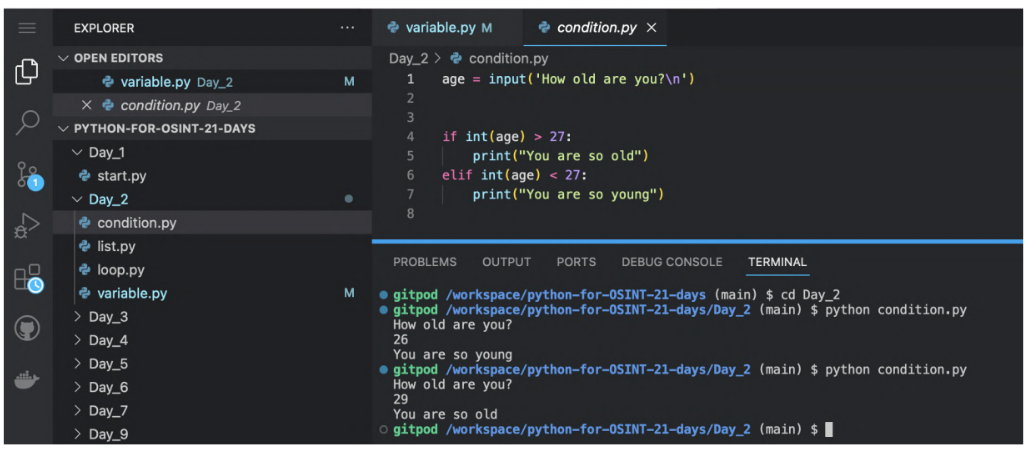 EXPLORER ...
OPEN EDITORS
variable.py Day_2 M
condition.py Day_2
PYTHON-FOR-OSINT-21-DAYS
Day_1
start.py
Day_2
condition.py
list.py
loop.py
variable.py M
Day_3
Day_4
Day_5
Day_6
Day_7
Day_9
1
variable.py M condition.py
Day_2 > condition.py
1 age = input('How old are you?\n')
2
3
4 if int(age) > 27:
5 print("You are so old")
6 elif int(age) < 27:
7 print("You are so young")
8
PROBLEMS OUTPUT PORTS DEBUG CONSOLE TERMINAL
gitpod /workspace/python-for-OSINT-21-days (main) $ cd Day_2
gitpod /workspace/python-for-OSINT-21-days/Day_2 (main) $ python condition.py
How old are you?
26
You are so young
gitpod /workspace/python-for-OSINT-21-days/Day_2 (main) $ python condition.py
How old are you?
29
You are so old
gitpod /workspace/python-for-OSINT-21-days/Day_2 (main) $